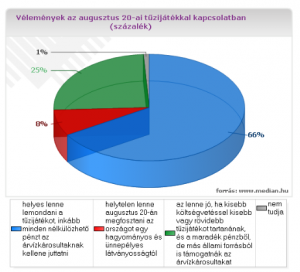 Vélemények az augusztus 20-ai tűzijátékkal kapcsolatban
(százalék)
1%
25%
8%
66%
forrás: www.median.hu
helyes lenne
lemondani a
tűzijátékot, inkább
minden nélkülözhető
pénzt az
árvízkárosultaknak
kellene juttatni
helytelen lenne
augusztus 20-án
megfosztani az
országot egy
hagyományos és
ünnepélyes
látványosságtól
az lenne jó, ha kisebb
költségvetéssel kisebb
vagy rövidebb
tűzijátékot tartanának,
és a maradék pénzből,
de más állami forrásból
is támogatnák az
árvízkárosultakat
nem
tudja